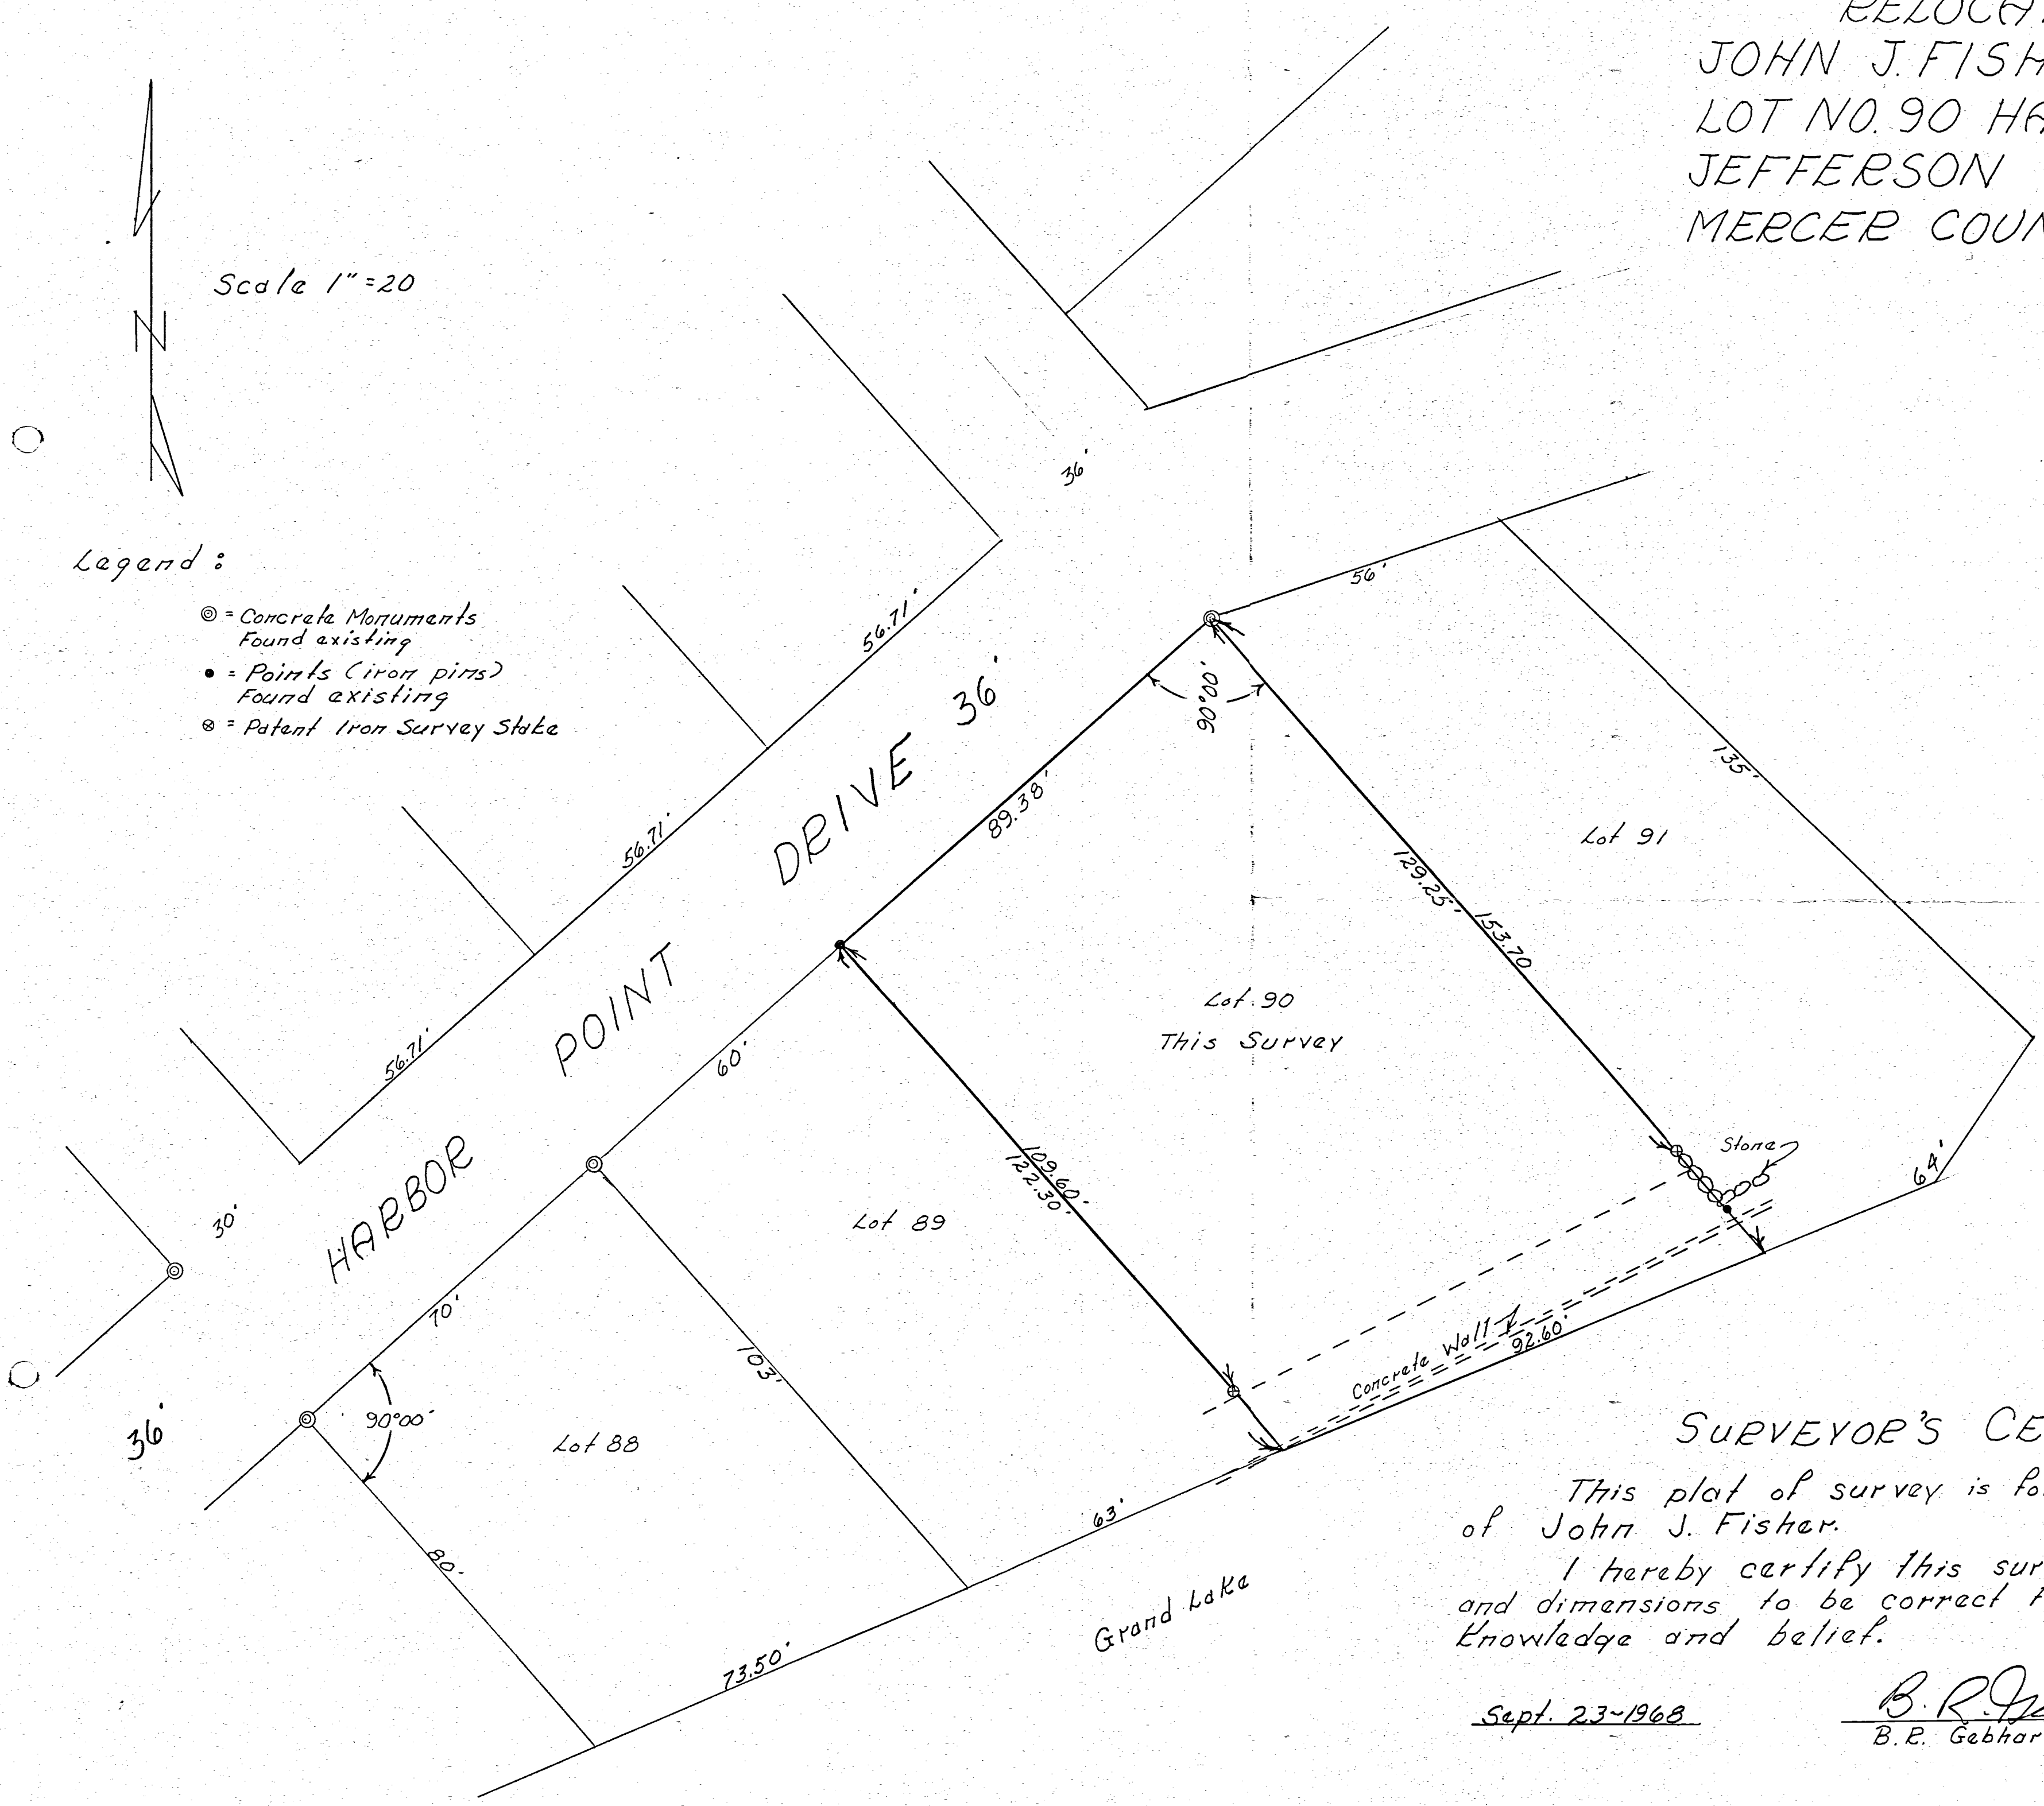 JOHN J. FISH
LOT NO. 90 HA
JEFFERSON
MERCER COUN
Scale 1" = 20
N
Legend :
◎ = Concrete Monuments
Found existing
● = Points (iron pins)
Found existing
⊗ = Patent Iron Survey Stake
36'
56'
56.71'
36'
90°00'
135'
89.38'
DRIVE
56.71'
Lot 91
129.25'
153.70
POINT
Lot 90
This Survey
56.71'
60'
109.60'
122.30'
Stone
64'
HARBOR
30'
Lot 89
70'
103'
Concrete Wall
92.60'
36'
90°00'
Lot 88
63'
80'
73.50'
Grand Lake
SURVEYOR'S CE
This plat of survey is fo
of John J. Fisher.
I hereby certify this sur
and dimensions to be correct t
knowledge and belief.
Sept. 23~1968
B. R.
B. R. Gebhar